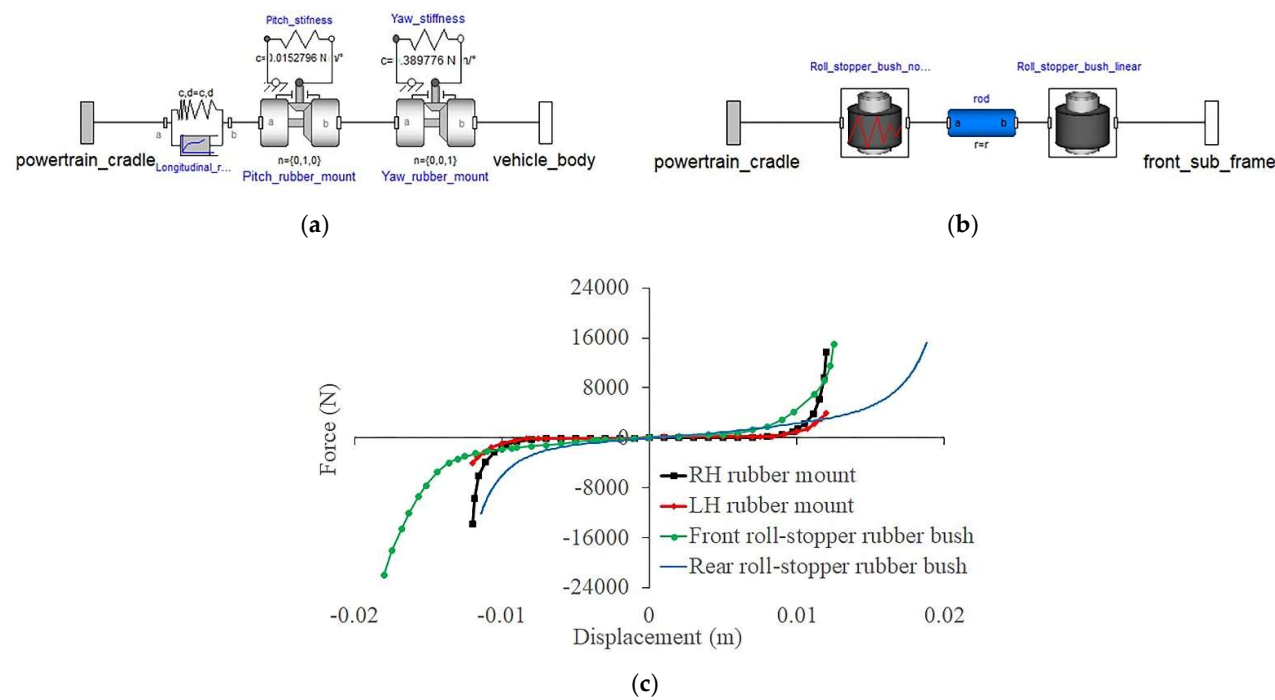 Pitch_stifness
Yaw_stiffness
c=0.0152796 N m/°
c= .389776 N m/°
c,d=c,d
a b a b a b
powertrain_cradle
Longitudinal_r...
n={0,1,0}
n={0,0,1}
vehicle_body
Pitch_rubber_mount
Yaw_rubber_mount
(a)
Roll_stopper_bush_no...
Roll_stopper_bush_linear
rod
a b
r=r
powertrain_cradle
front_sub_frame
(b)
24000
16000
8000
0
-8000
-16000
-24000
Force (N)
RH rubber mount
LH rubber mount
Front roll-stopper rubber bush
Rear roll-stopper rubber bush
-0.02 -0.01 0 0.01 0.02
Displacement (m)
(c)